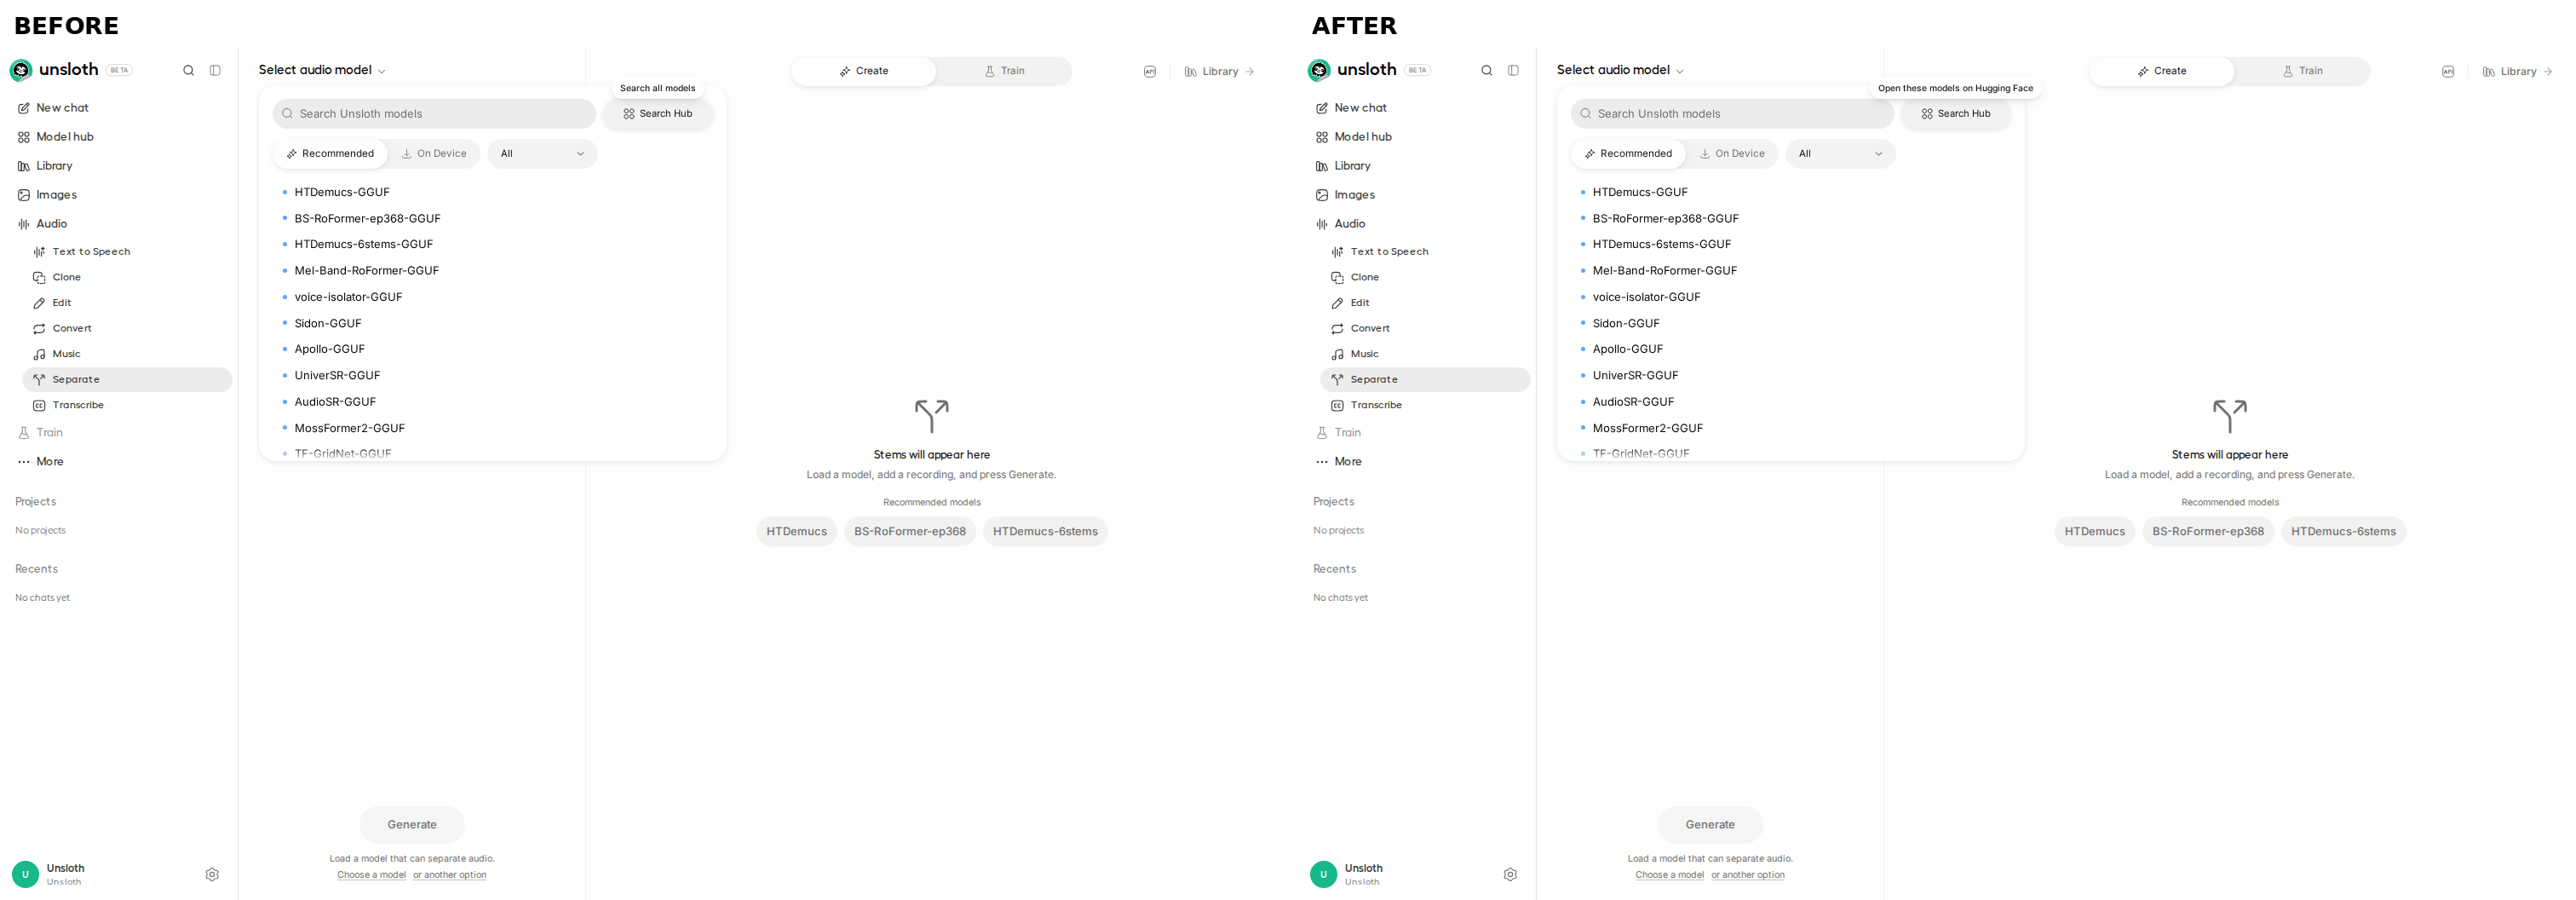 BEFORE
unsloth BETA
New chat
Model hub
Library
Images
Audio
Text to Speech
Clone
Edit
Convert
Music
Separate
Transcribe
Train
More
Projects
No projects
Recents
No chats yet
U
Unsloth
Unsloth
Select audio model
Create
Train
API
Library
Search all models
Search Unsloth models
Search Hub
Recommended
On Device
All
HTDemucs-GGUF
BS-RoFormer-ep368-GGUF
HTDemucs-6stems-GGUF
Mel-Band-RoFormer-GGUF
voice-isolator-GGUF
Sidon-GGUF
Apollo-GGUF
UniverSR-GGUF
AudioSR-GGUF
MossFormer2-GGUF
TF-GridNet-GGUF
Stems will appear here
Load a model, add a recording, and press Generate.
Recommended models
HTDemucs
BS-RoFormer-ep368
HTDemucs-6stems
Generate
Load a model that can separate audio.
Choose a model or another option
AFTER
unsloth BETA
New chat
Model hub
Library
Images
Audio
Text to Speech
Clone
Edit
Convert
Music
Separate
Transcribe
Train
More
Projects
No projects
Recents
No chats yet
U
Unsloth
Unsloth
Select audio model
Create
Train
API
Library
Open these models on Hugging Face
Search Unsloth models
Search Hub
Recommended
On Device
All
HTDemucs-GGUF
BS-RoFormer-ep368-GGUF
HTDemucs-6stems-GGUF
Mel-Band-RoFormer-GGUF
voice-isolator-GGUF
Sidon-GGUF
Apollo-GGUF
UniverSR-GGUF
AudioSR-GGUF
MossFormer2-GGUF
TF-GridNet-GGUF
Stems will appear here
Load a model, add a recording, and press Generate.
Recommended models
HTDemucs
BS-RoFormer-ep368
HTDemucs-6stems
Generate
Load a model that can separate audio.
Choose a model or another option